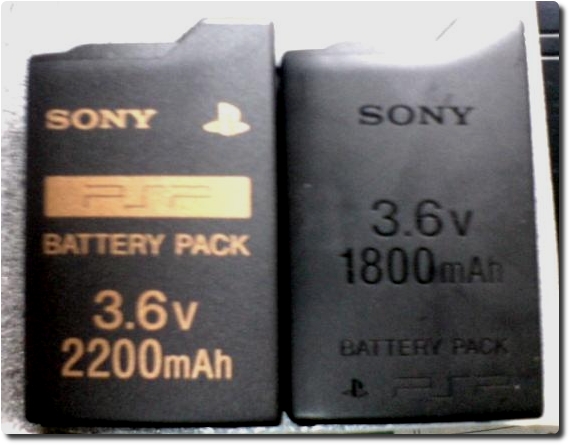 SONY
PSP
BATTERY PACK
3.6v
2200mAh
SONY
3.6v
1800mAh
BATTERY PACK
PSP